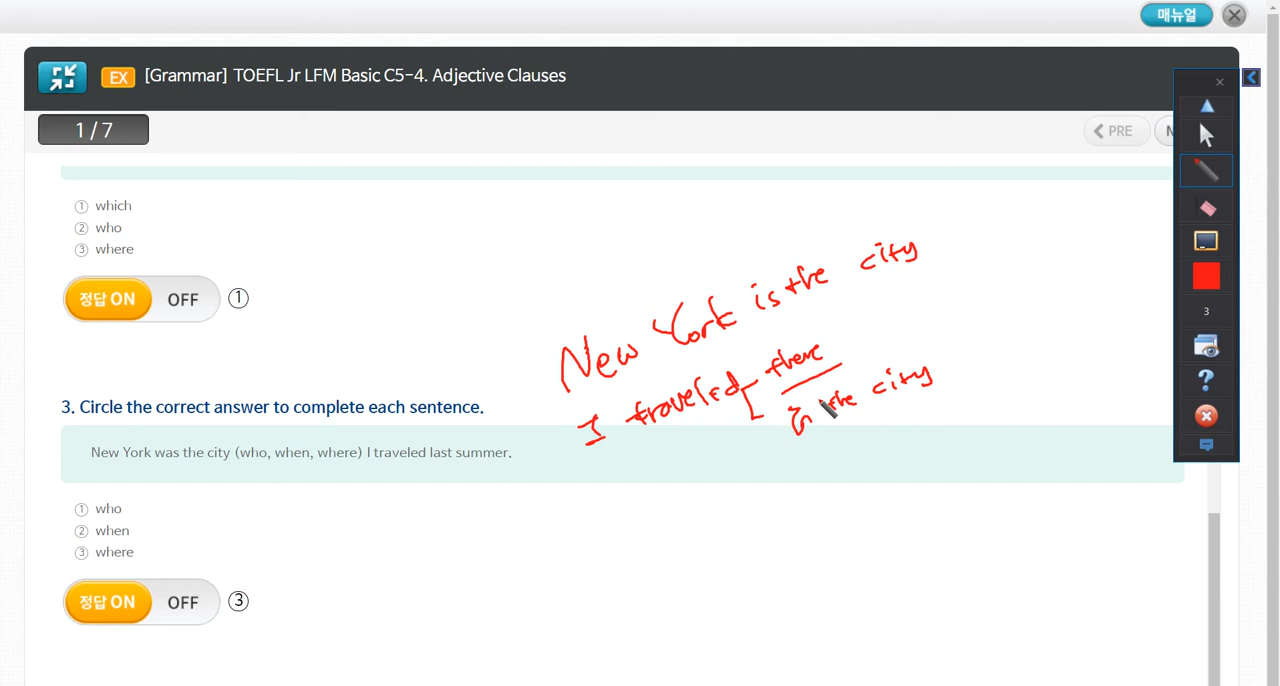 매뉴얼
EX [Grammar] TOEFL Jr LFM Basic C5-4. Adjective Clauses
1 / 7
PRE
N
① which
② who
③ where
정답 ON OFF ①
New York is the city
I traveled there
the city
3. Circle the correct answer to complete each sentence.
New York was the city (who, when, where) I traveled last summer.
① who
② when
③ where
정답 ON OFF ③
3
?